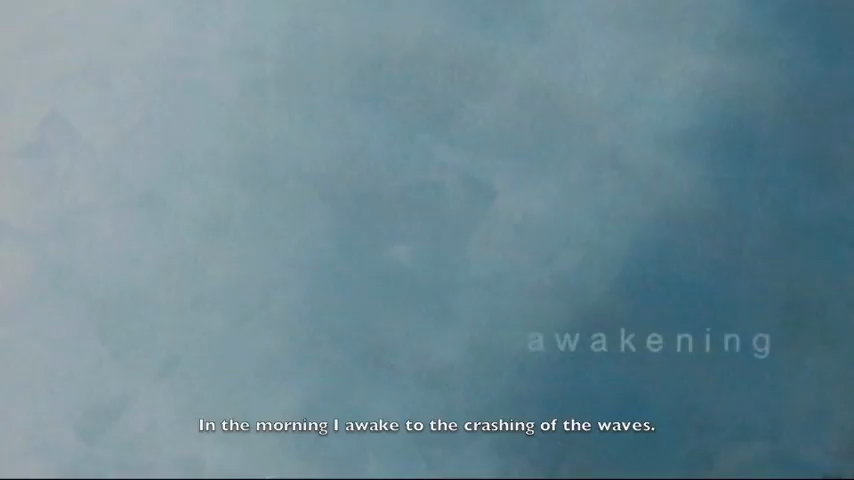 awakening
In the morning I awake to the crashing of the waves.